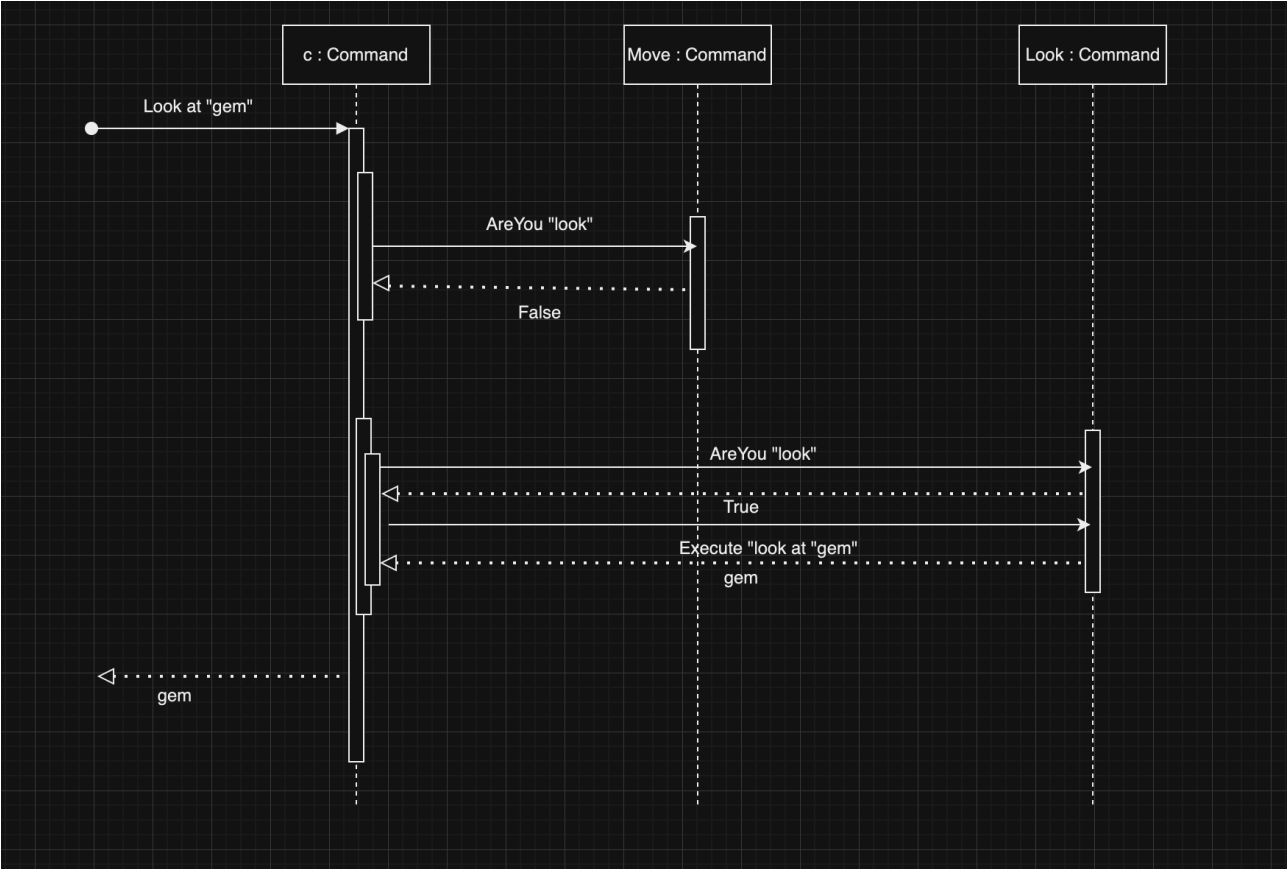 c : Command
Move : Command
Look : Command
Look at "gem"
AreYou "look"
False
AreYou "look"
True
Execute "look at "gem"
gem
gem